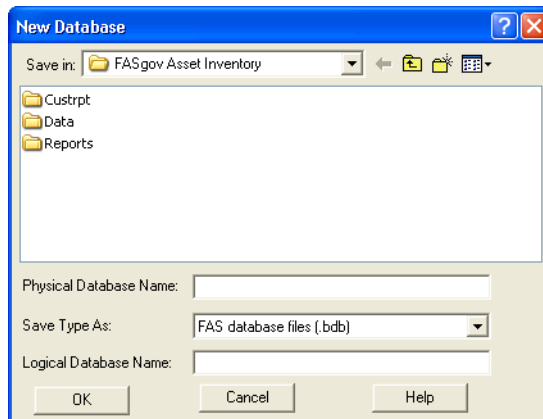 New Database
Save in: FASgov Asset Inventory
Custrpt
Data
Reports
Physical Database Name:
Save Type As: FAS database files (.bdb)
Logical Database Name:
OK Cancel Help